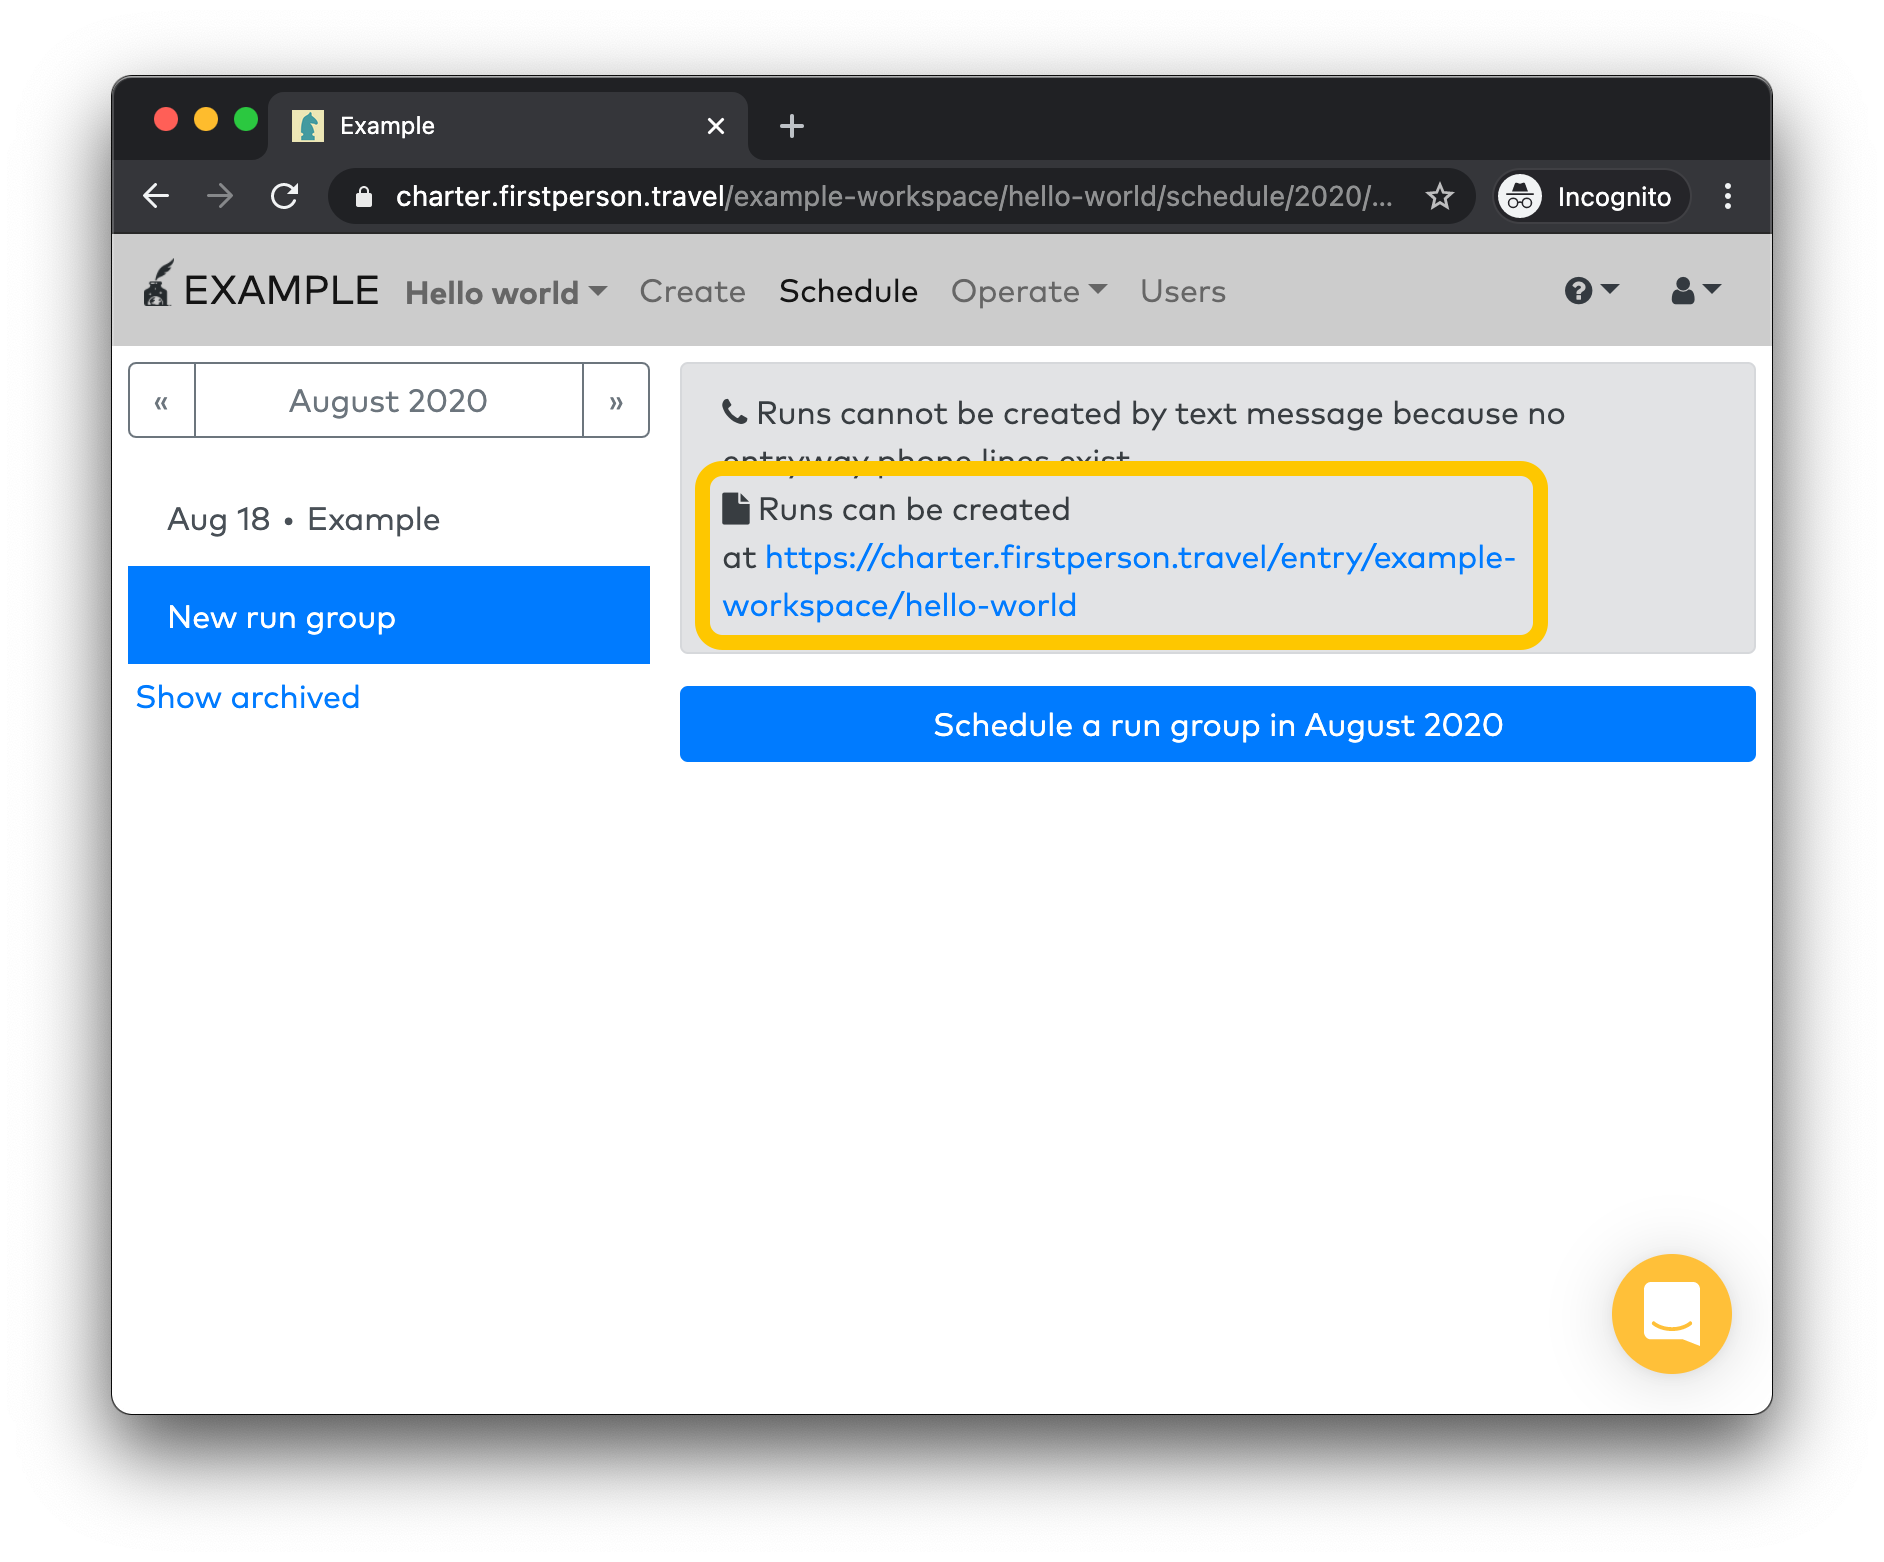 Example
charter.firstperson.travel/example-workspace/hello-world/schedule/2020/...
Incognito
EXAMPLE Hello world Create Schedule Operate Users
« August 2020 »
Aug 18 • Example
New run group
Show archived
Runs cannot be created by text message because no
entryway phone lines exist
Runs can be created
at https://charter.firstperson.travel/entry/example-
workspace/hello-world
Schedule a run group in August 2020